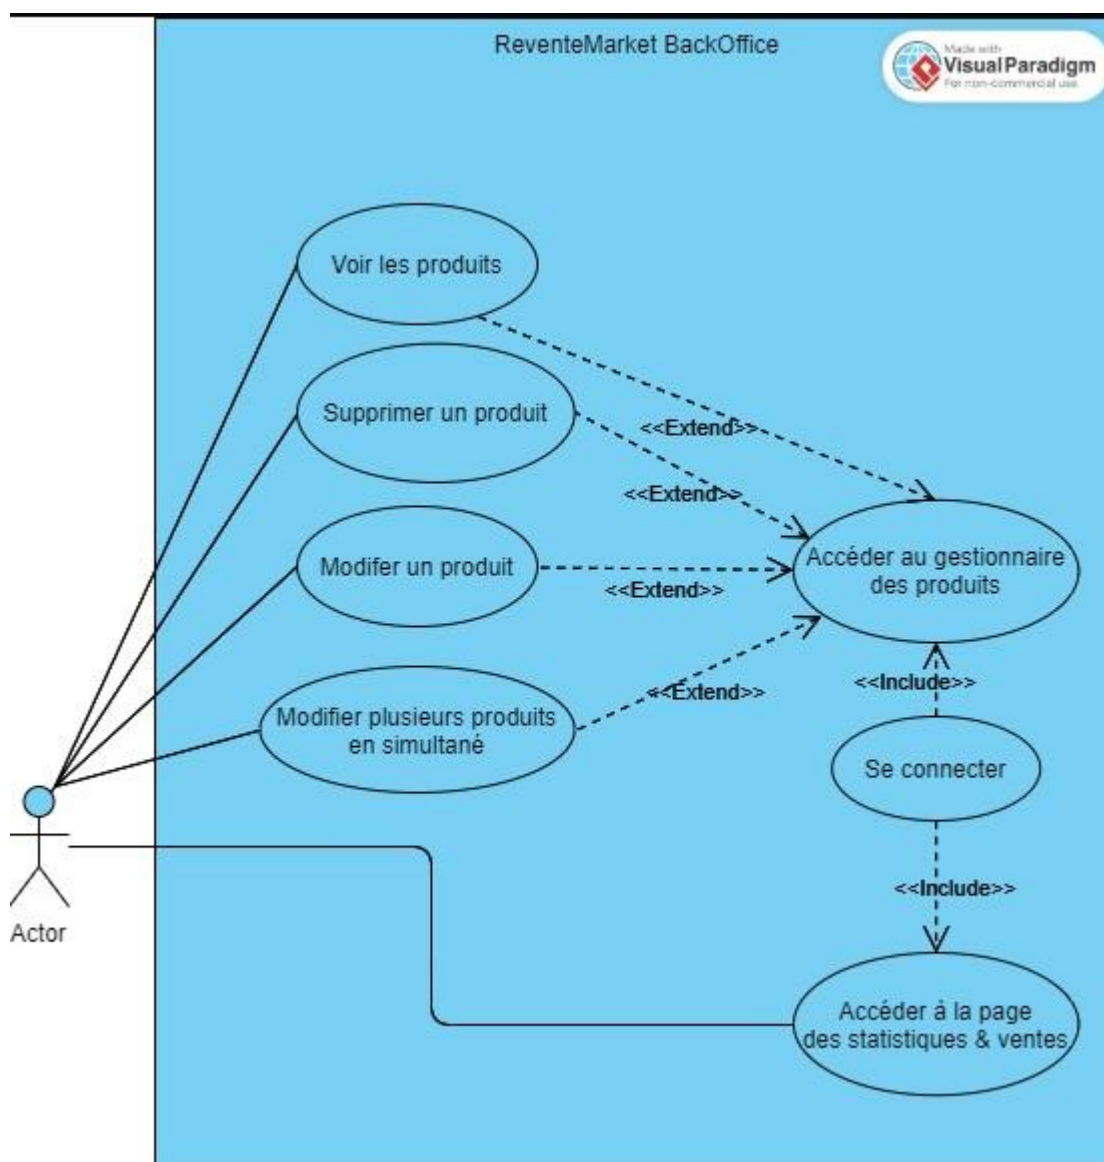 ReventeMarket BackOffice
Made with
Visual Paradigm
For non-commercial use
Voir les produits
Supprimer un produit
<<Extend>>
<<Extend>>
Modifer un produit
<<Extend>>
Accéder au gestionnaire
des produits
Modifier plusieurs produits
en simultané
<<Extend>>
<<Include>>
Se connecter
<<Include>>
Actor
Accéder á la page
des statistiques & ventes